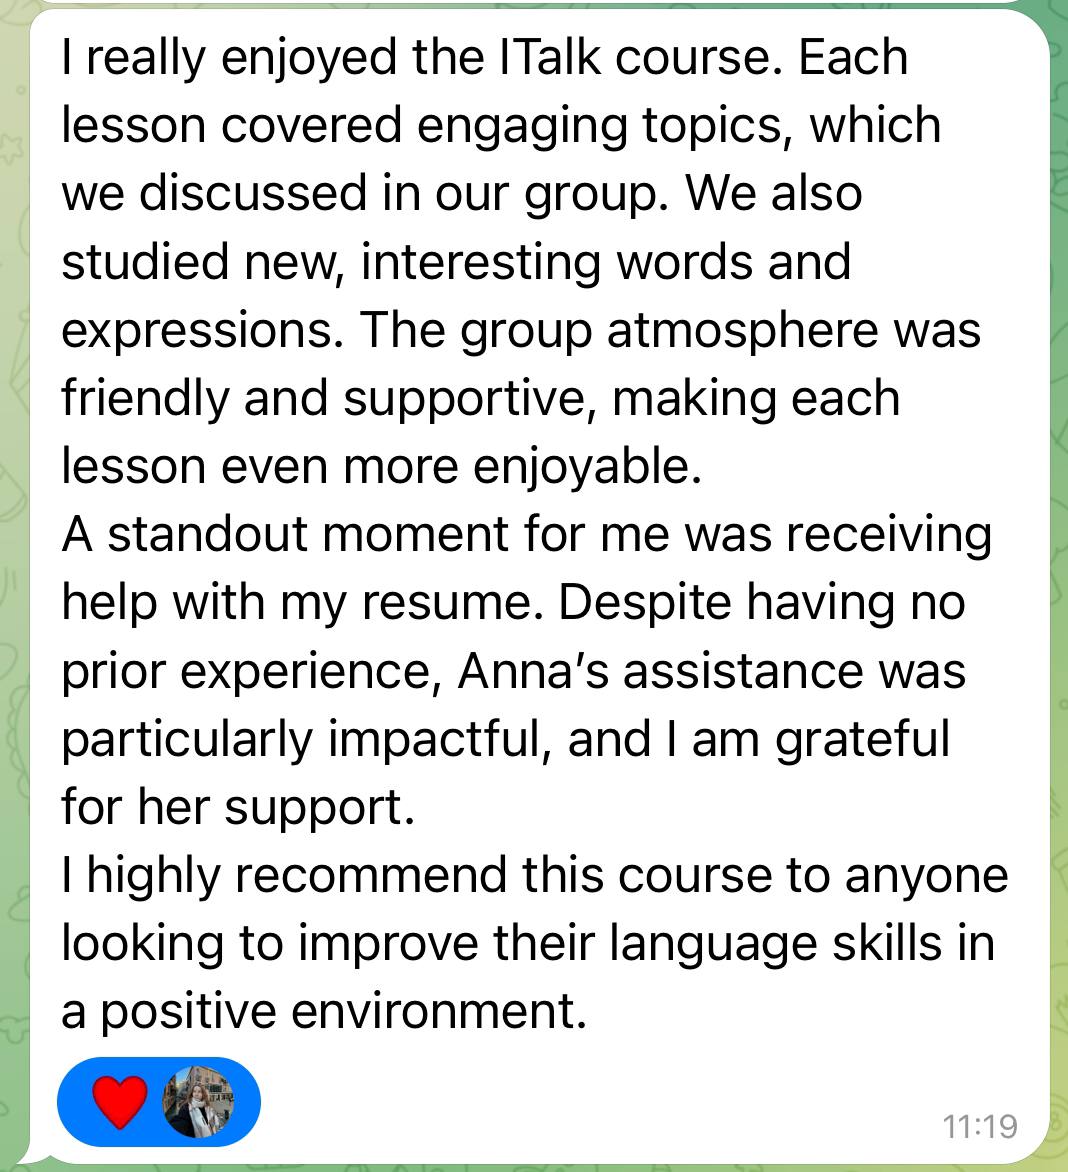 I really enjoyed the ITalk course. Each
lesson covered engaging topics, which
we discussed in our group. We also
studied new, interesting words and
expressions. The group atmosphere was
friendly and supportive, making each
lesson even more enjoyable.
A standout moment for me was receiving
help with my resume. Despite having no
prior experience, Anna’s assistance was
particularly impactful, and I am grateful
for her support.
I highly recommend this course to anyone
looking to improve their language skills in
a positive environment.
11:19